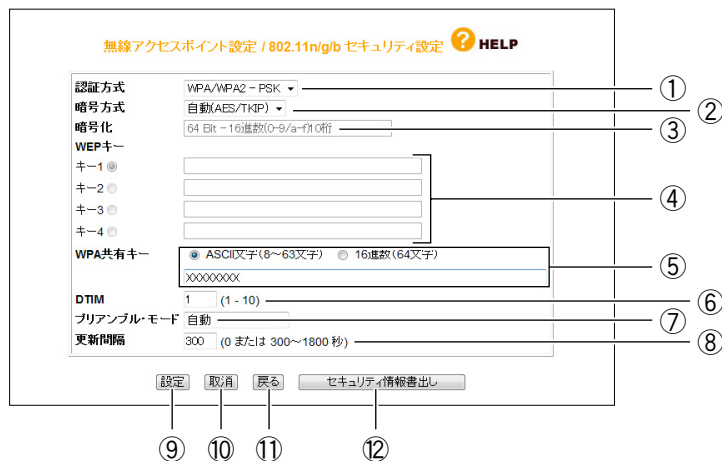 無線アクセスポイント設定 / 802.11n/g/b セキュリティ設定 ? HELP
認証方式 WPA/WPA2 - PSK ①
暗号方式 自動(AES/TKIP) ②
暗号化 64 Bit - 16進数(0-9/a-f)10桁 ③
WEPキー
キー1
キー2
キー3
キー4
④
WPA共有キー ASCII文字(8~63文字) 16進数(64文字)
XXXXXXXX
⑤
DTIM 1 (1 - 10) ⑥
プリアンブル・モード 自動 ⑦
更新間隔 300 (0 または 300~1800 秒) ⑧
設定 取消 戻る セキュリティ情報書出し
⑨ ⑩ ⑪ ⑫